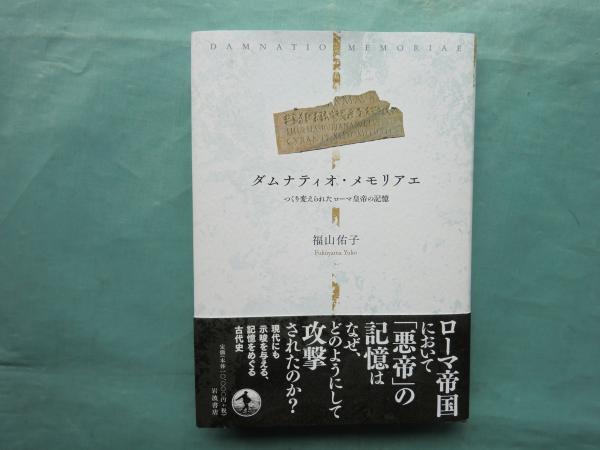 DAMNATIO MEMORIAE
ダムナティオ・メモリアエ
つくり変えられたローマ皇帝の記憶
福山佑子
Fukuyama Yuko
ローマ帝国
において
「悪帝」の
記憶は
なぜ、
どのようにして
攻撃
されたのか?
現代にも
示唆を与える、
記憶をめぐる
古代史
岩波書店